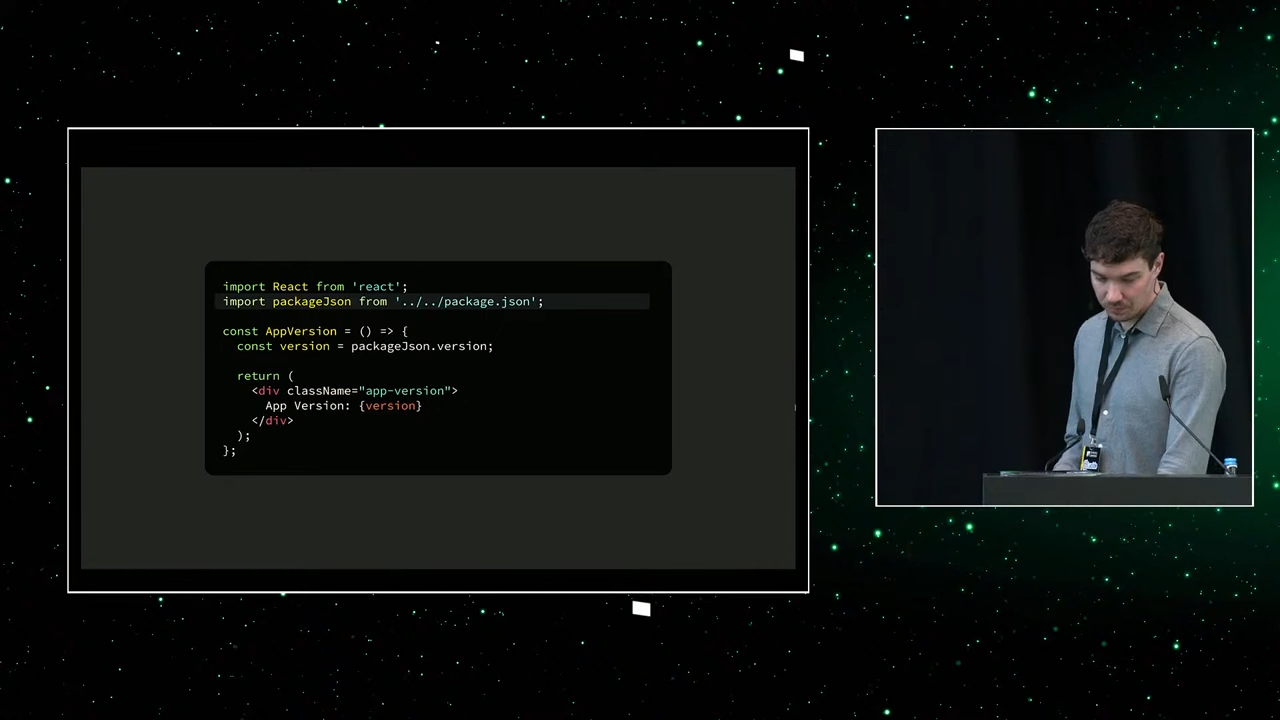 import React from 'react';
import packageJson from '../../package.json';
const AppVersion = () => {
const version = packageJson.version;
return (
<div className="app-version">
App Version: {version}
</div>
);
};